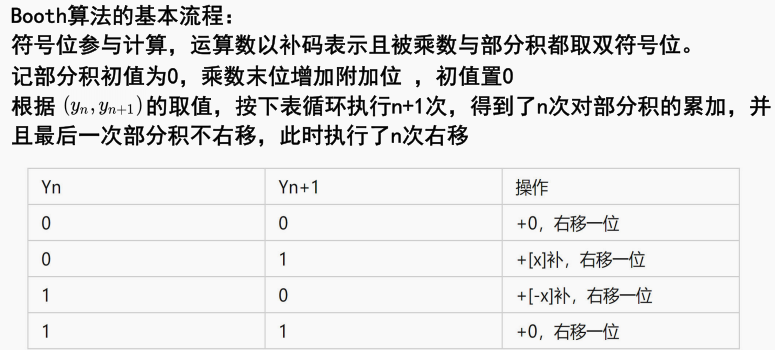 Booth算法的基本流程：
符号位参与计算，运算数以补码表示且被乘数与部分积都取双符号位。
记部分积初值为0，乘数末位增加附加位 ，初值置0
根据 (yₙ, yₙ₊₁)的取值，按下表循环执行n+1次，得到了n次对部分积的累加，并
且最后一次部分积不右移，此时执行了n次右移
Yn Yn+1 操作
0 0 +0，右移一位
0 1 +[x]补，右移一位
1 0 +[-x]补，右移一位
1 1 +0，右移一位